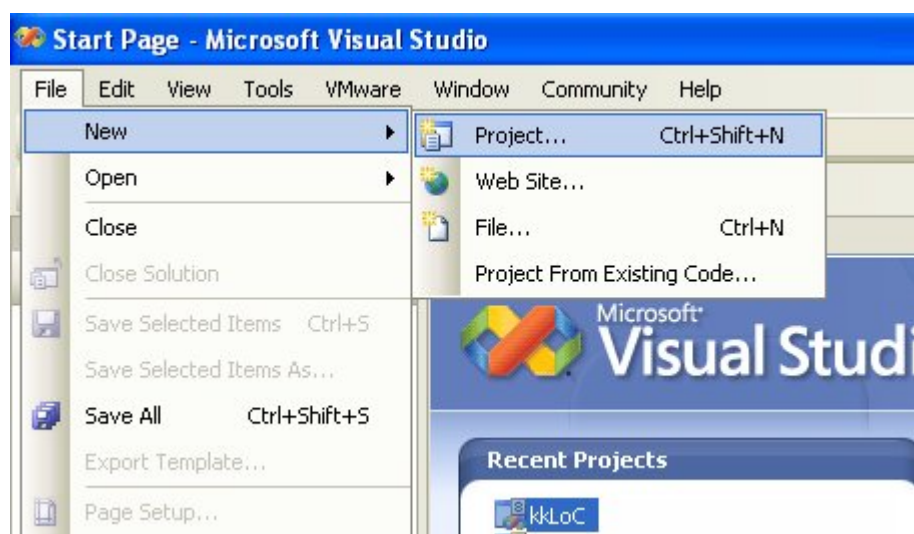 Start Page - Microsoft Visual Studio
File Edit View Tools VMware Window Community Help
New
Project... Ctrl+Shift+N
Open
Web Site...
Close
File... Ctrl+N
Close Solution
Project From Existing Code...
Save Selected Items Ctrl+S
Save Selected Items As...
Save All Ctrl+Shift+S
Export Template...
Page Setup...
Microsoft
Visual Studi
Recent Projects
kkLoC